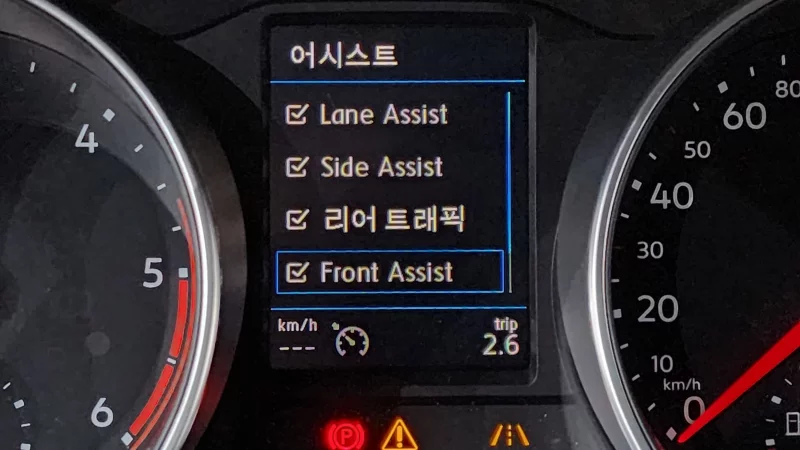 어시스트
Lane Assist
Side Assist
리어 트래픽
Front Assist
km/h
---
trip
2.6
4
5
6
80
60
50
40
30
20
10
km/h
0
P